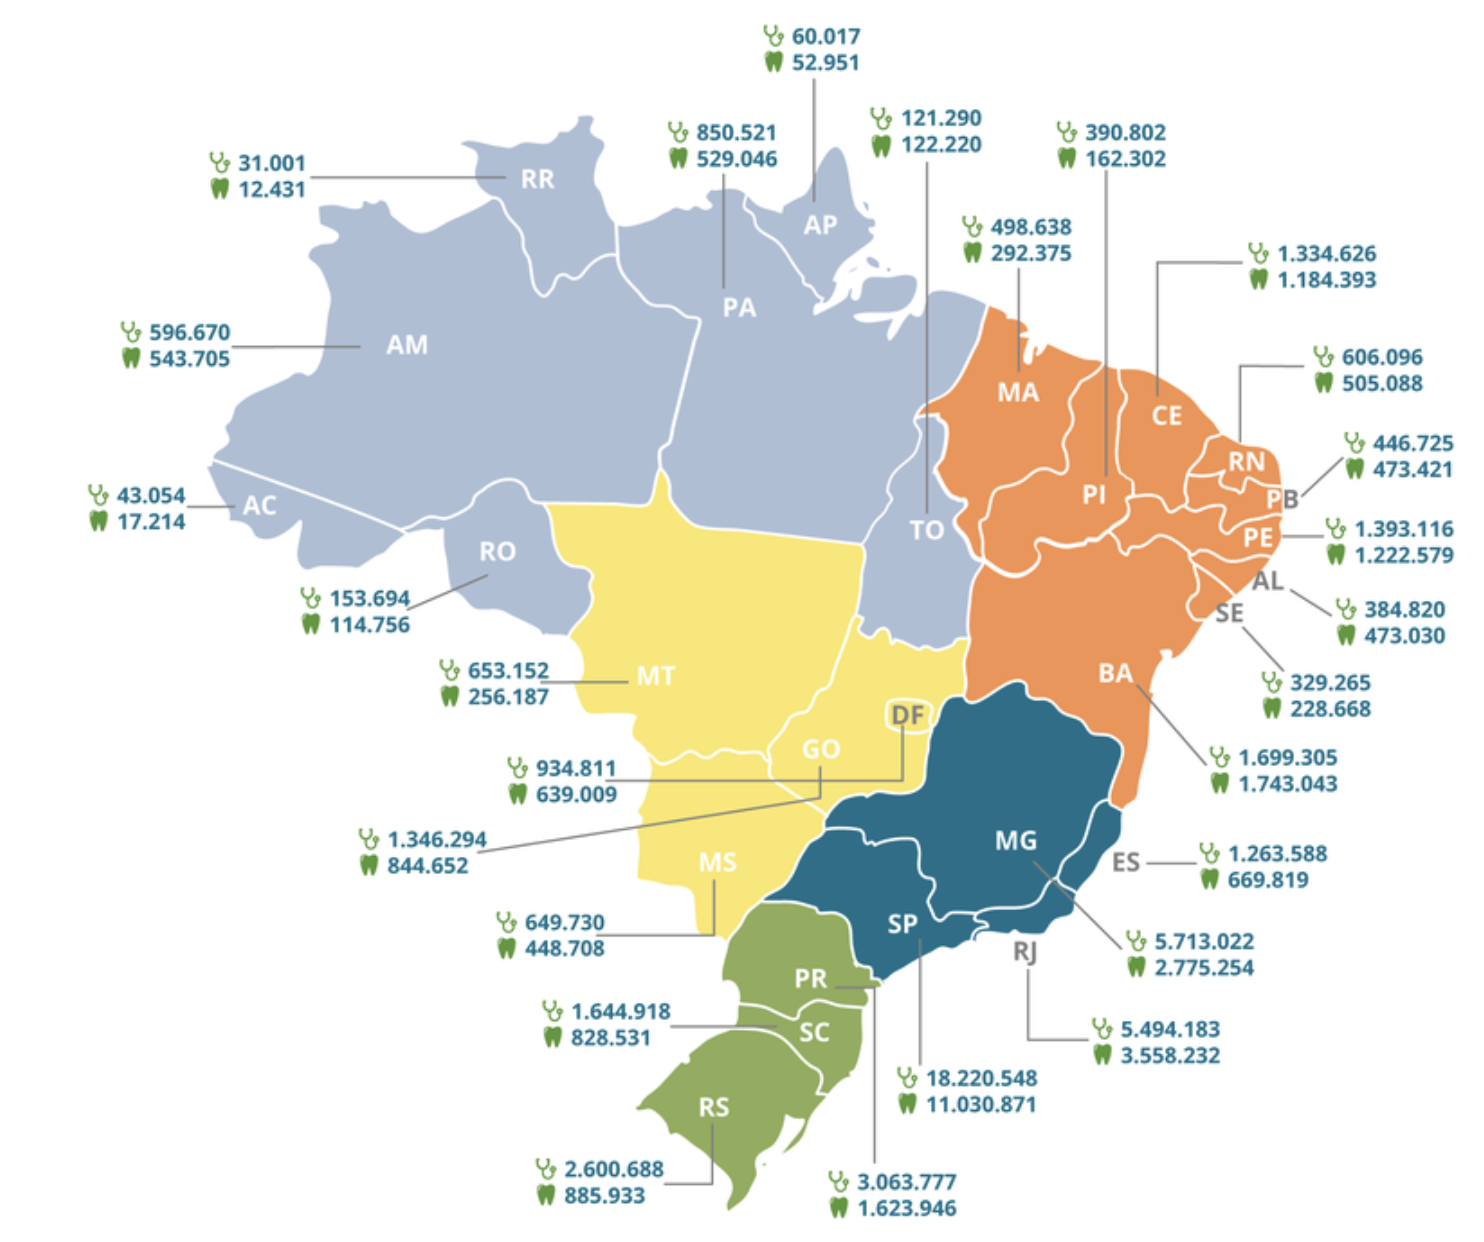 60.017
52.951
121.290
122.220
850.521
529.046
390.802
162.302
31.001
12.431
RR
AP
498.638
292.375
1.334.626
1.184.393
PA
596.670
543.705
AM
606.096
505.088
MA
CE
446.725
473.421
RN
43.054
17.214
AC
PI
PB
TO
1.393.116
1.222.579
PE
RO
AL
153.694
114.756
384.820
473.030
SE
653.152
256.187
MT
BA
329.265
228.668
DF
GO
1.699.305
1.743.043
934.811
639.009
1.346.294
844.652
MG
MS
ES
1.263.588
669.819
649.730
448.708
SP
RJ
5.713.022
2.775.254
PR
1.644.918
828.531
SC
5.494.183
3.558.232
18.220.548
11.030.871
RS
2.600.688
885.933
3.063.777
1.623.946